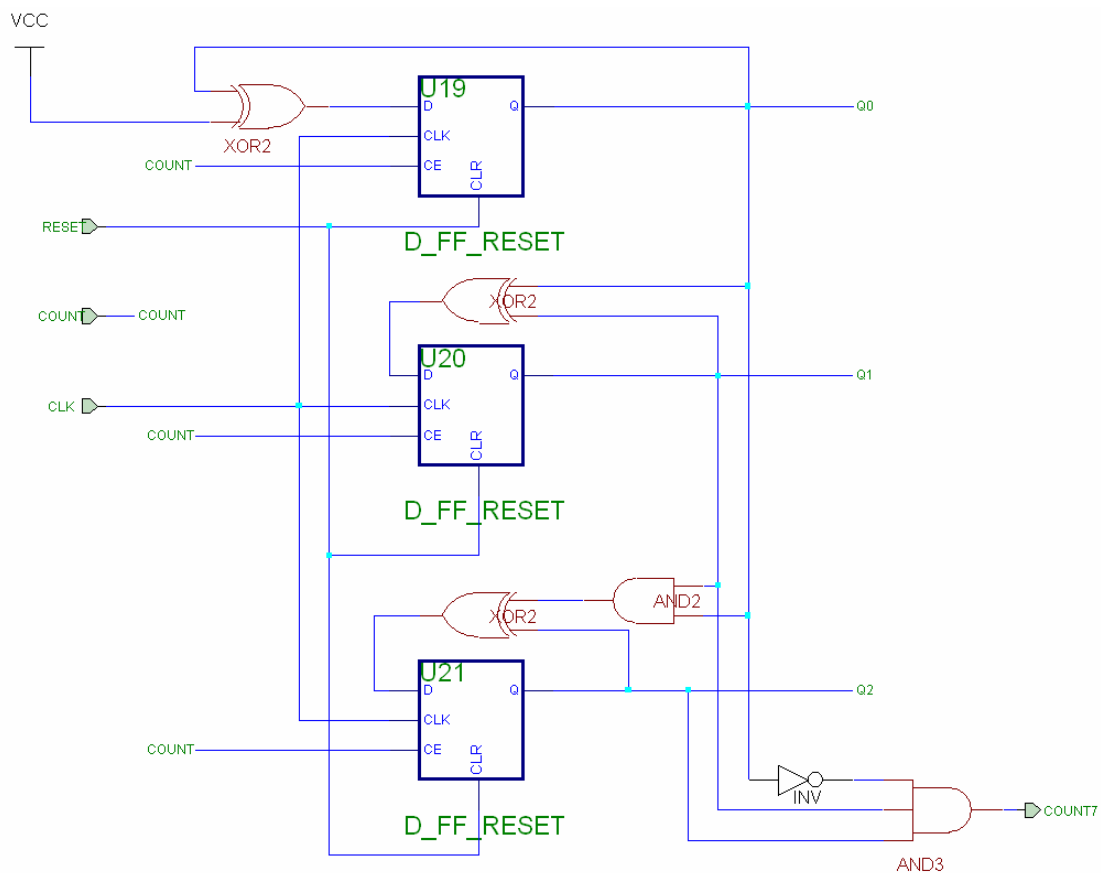 VCC
U19
D
Q
Q0
CLK
XOR2
COUNT
CE
CLR
RESET
D_FF_RESET
XOR2
COUNT
COUNT
U20
D
Q
Q1
CLK
CLK
COUNT
CE
CLR
D_FF_RESET
AND2
XOR2
U21
D
Q
Q2
CLK
COUNT
CE
CLR
INV
COUNT7
D_FF_RESET
AND3